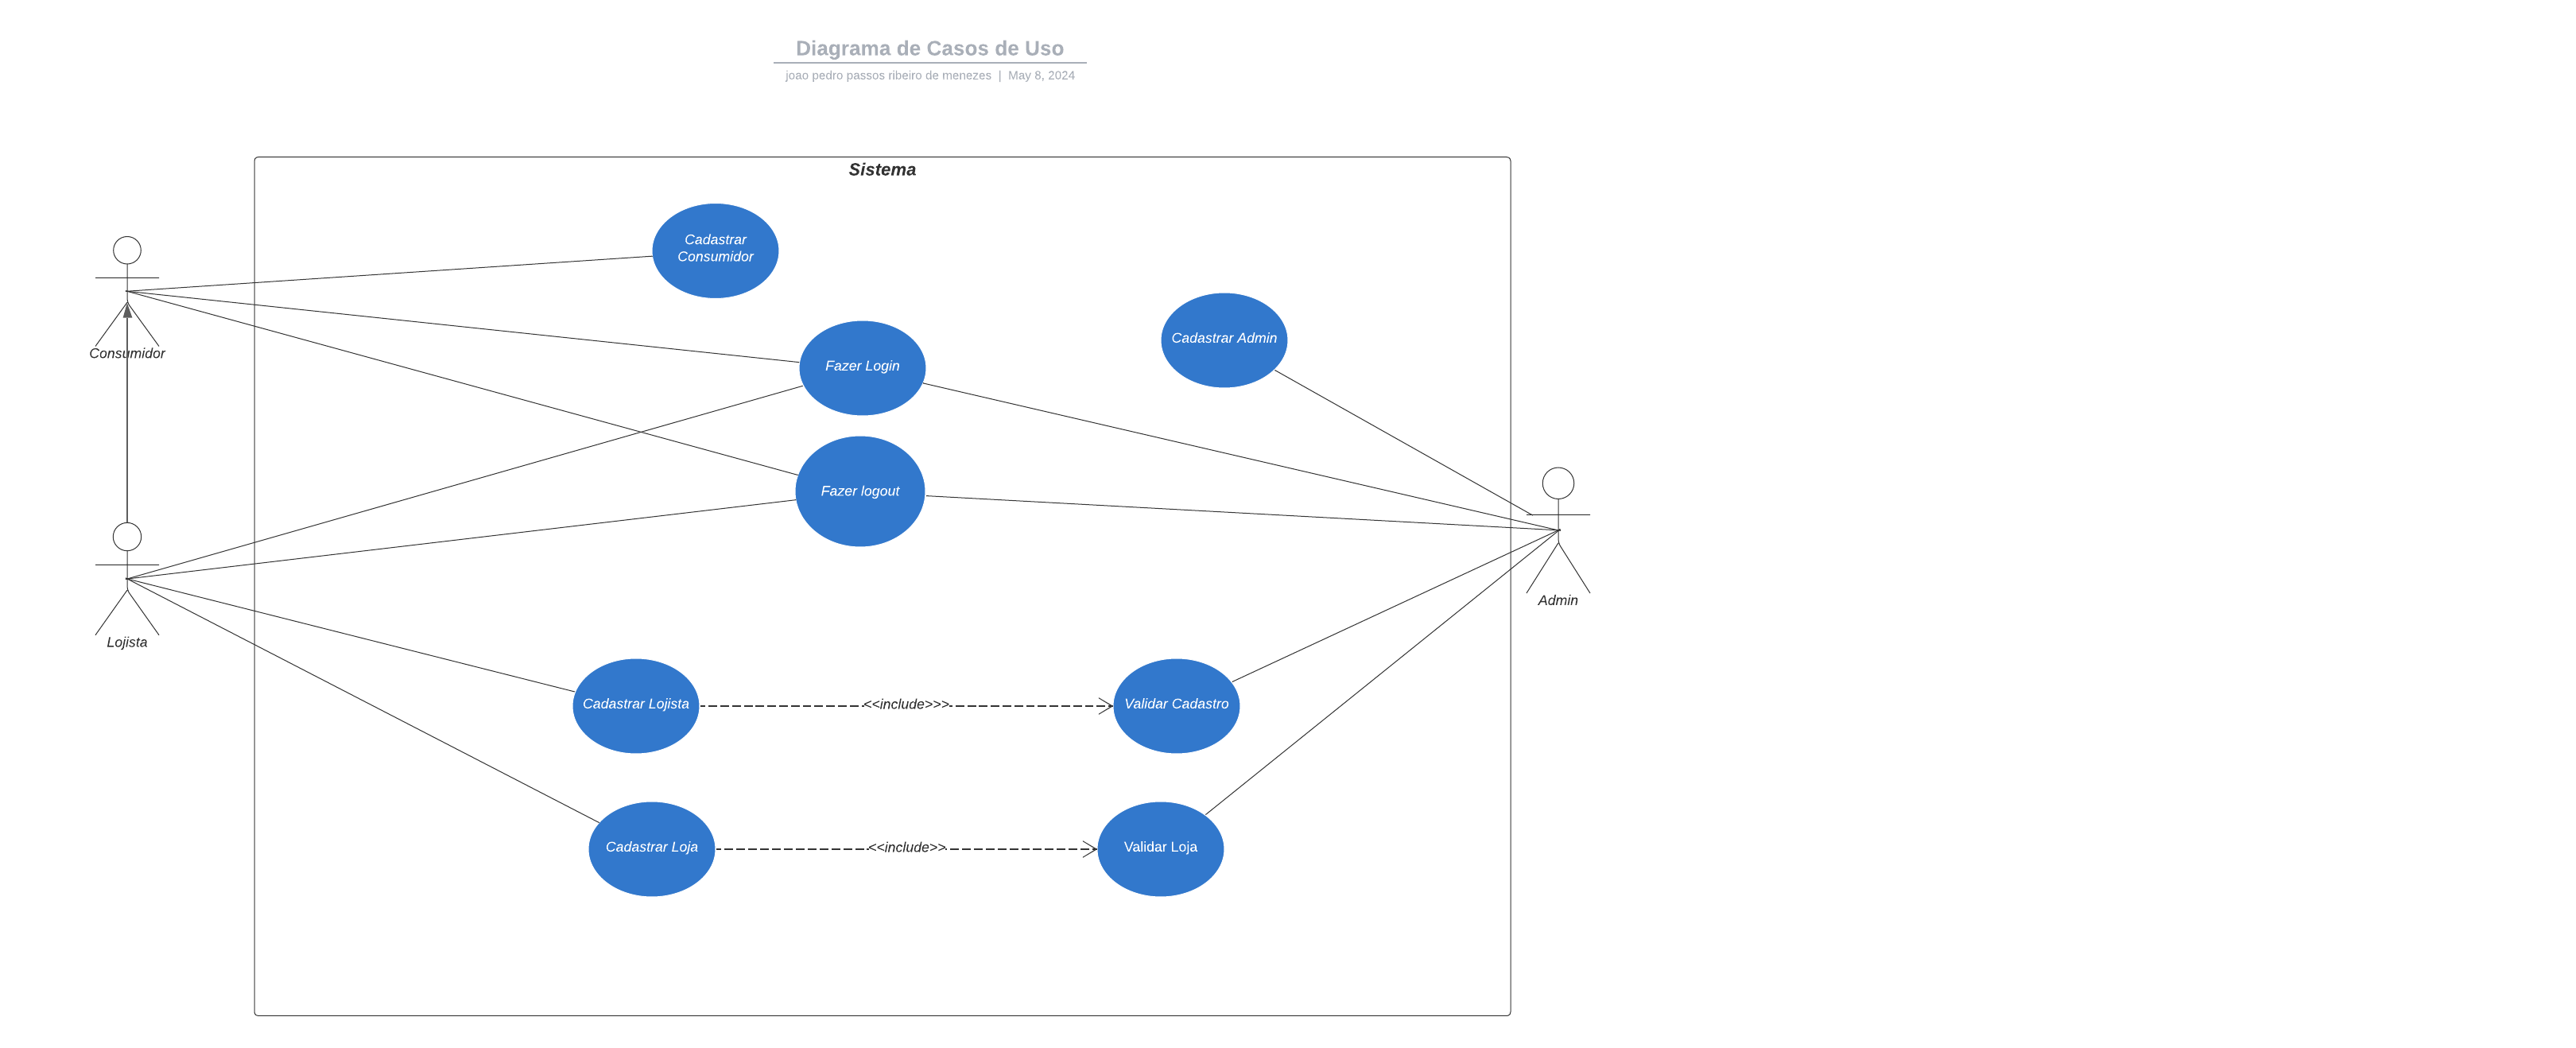 Diagrama de Casos de Uso
joao pedro passos ribeiro de menezes | May 8, 2024
Sistema
Cadastrar
Consumidor
Cadastrar Admin
Consumidor
Fazer Login
Fazer logout
Admin
Lojista
Cadastrar Lojista
<<include>>>
Validar Cadastro
Cadastrar Loja
<<include>>
Validar Loja